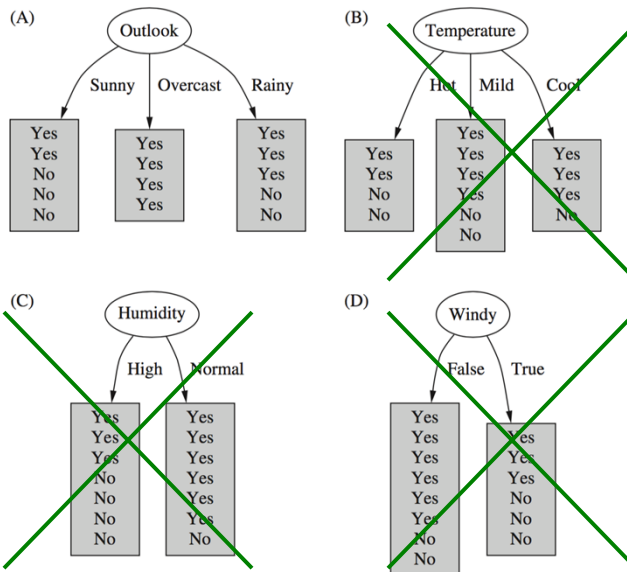 (A)
Outlook
Sunny Overcast Rainy
Yes
Yes
No
No
No
Yes
Yes
Yes
Yes
Yes
Yes
Yes
No
No
(B)
Temperature
Hot Mild Cool
Yes
Yes
No
No
Yes
Yes
Yes
Yes
No
No
Yes
Yes
Yes
No
(C)
Humidity
High Normal
Yes
Yes
Yes
No
No
No
No
Yes
Yes
Yes
Yes
Yes
Yes
No
(D)
Windy
False True
Yes
Yes
Yes
Yes
Yes
Yes
No
No
Yes
Yes
Yes
No
No
No